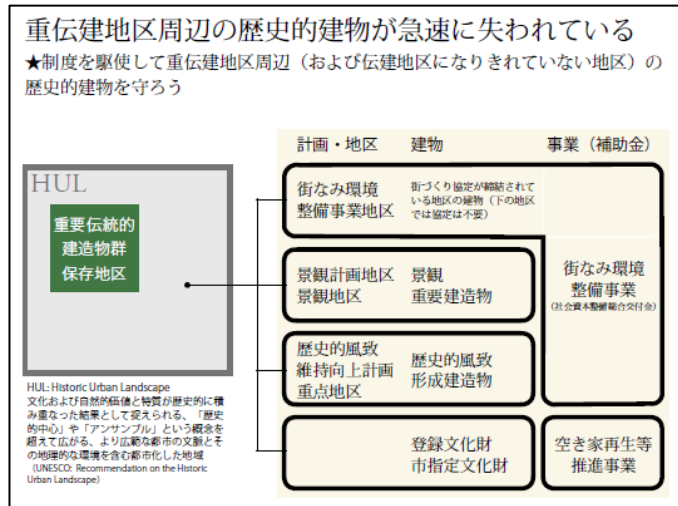 重伝建地区周辺の歴史的建物が急速に失われている
★制度を駆使して重伝建地区周辺（および伝建地区になりきれていない地区）の
歴史的建物を守ろう
計画・地区
建物
事業（補助金）
HUL
重要伝統的
建造物群
保存地区
街なみ環境
整備事業地区
街づくり協定が締結されて
いる地区の建物（下の地区
では協定は不要）
景観計画地区
景観地区
景観
重要建造物
街なみ環境
整備事業
(社会資本整備総合交付金)
歴史的風致
維持向上計画
重点地区
歴史的風致
形成建造物
登録文化財
市指定文化財
空き家再生等
推進事業
HUL: Historic Urban Landscape
文化および自然的価値と特質が歴史的に積
み重なった結果として捉えられる、「歴史
的中心」や「アンサンブル」という概念を
超えて広がる、より広範な都市の文脈とそ
の地理的な環境を含む都市化した地域
（UNESCO: Recommendation on the Historic
Urban Landscape）